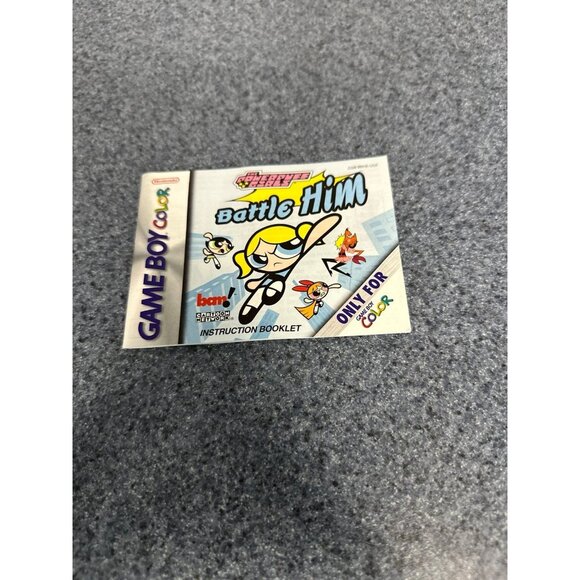 Nintendo
GAME BOY COLOR
THE POWERPUFF GIRLS
Battle Him
bam!
CARTOON NETWORK
INSTRUCTION BOOKLET
ONLY FOR
GAME BOY
COLOR